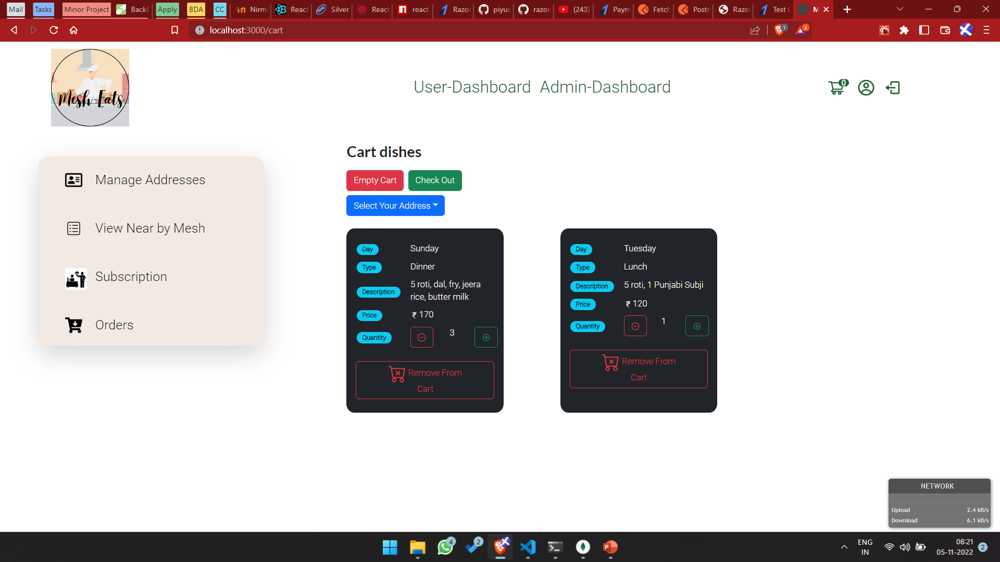 Mail Tasks Minor Project BackE Apply BDA CC Nirma React Silver React react- Razor piyus razor (243) Paym Fetch Postm Razor Test C M
localhost:3000/cart 1 2
Mesh-Eats
User-Dashboard Admin-Dashboard 0
Manage Addresses
View Near by Mesh
Subscription
Orders
Cart dishes
Empty Cart Check Out
Select Your Address
Day Sunday
Type Dinner
Description 5 roti, dal, fry, jeera
rice, butter milk
Price ₹ 170
Quantity 3
Remove From
Cart
Day Tuesday
Type Lunch
Description 5 roti, 1 Punjabi Subji
Price ₹ 120
Quantity 1
Remove From
Cart
NETWORK
Upload 2.4 kB/s
Download 6.1 kB/s
4 2 P
ENG
IN
08:21
05-11-2022
2